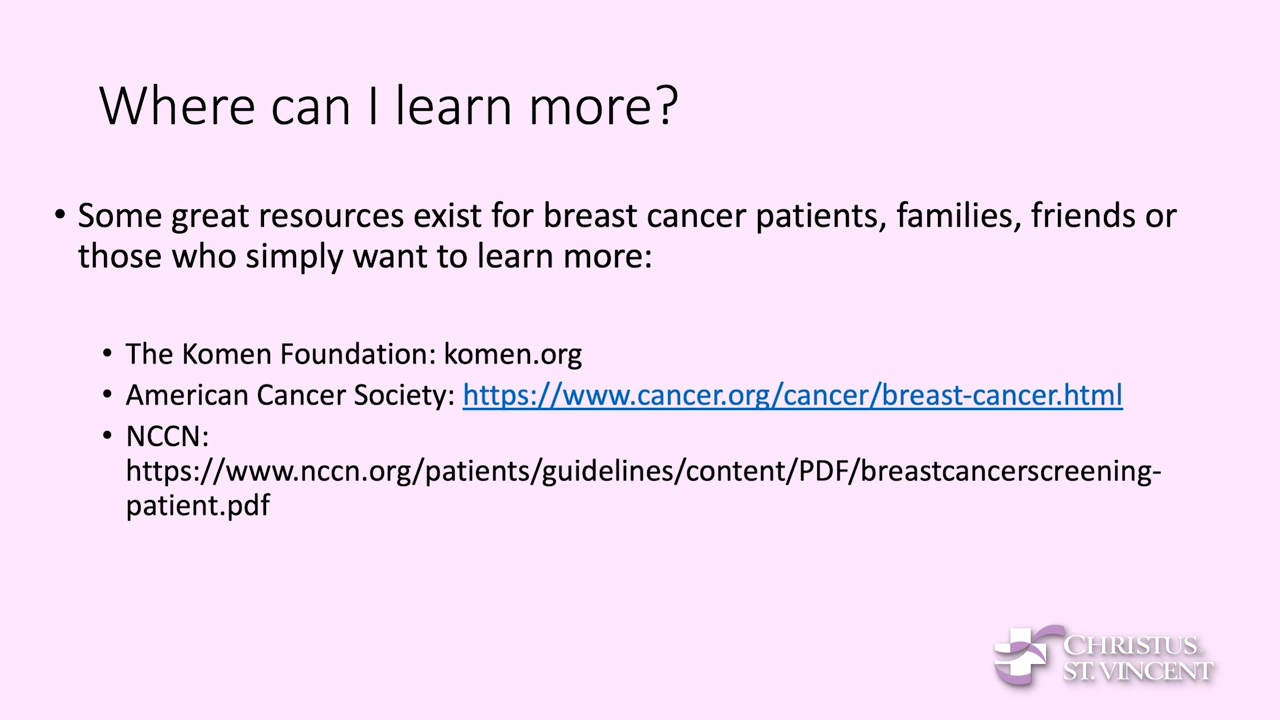 Where can I learn more?
• Some great resources exist for breast cancer patients, families, friends or
those who simply want to learn more:
• The Komen Foundation: komen.org
• American Cancer Society: https://www.cancer.org/cancer/breast-cancer.html
• NCCN:
https://www.nccn.org/patients/guidelines/content/PDF/breastcancerscreening-
patient.pdf
CHRISTUS
ST. VINCENT